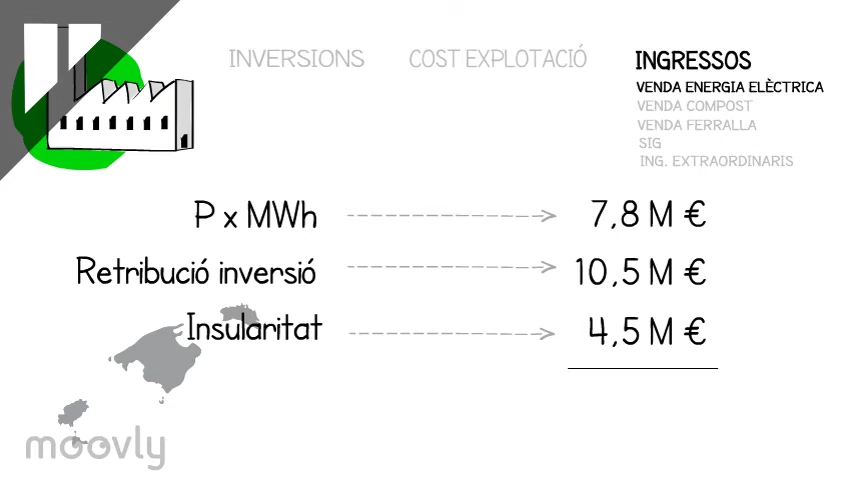 INVERSIONS
COST EXPLOTACIÓ
INGRESSOS
VENDA ENERGIA ELÈCTRICA
VENDA COMPOST
VENDA FERRALLA
SIG
ING. EXTRAORDINARIS
P x MWh 7,8 M €
Retribució inversió 10,5 M €
Insularitat 4,5 M €
moovly